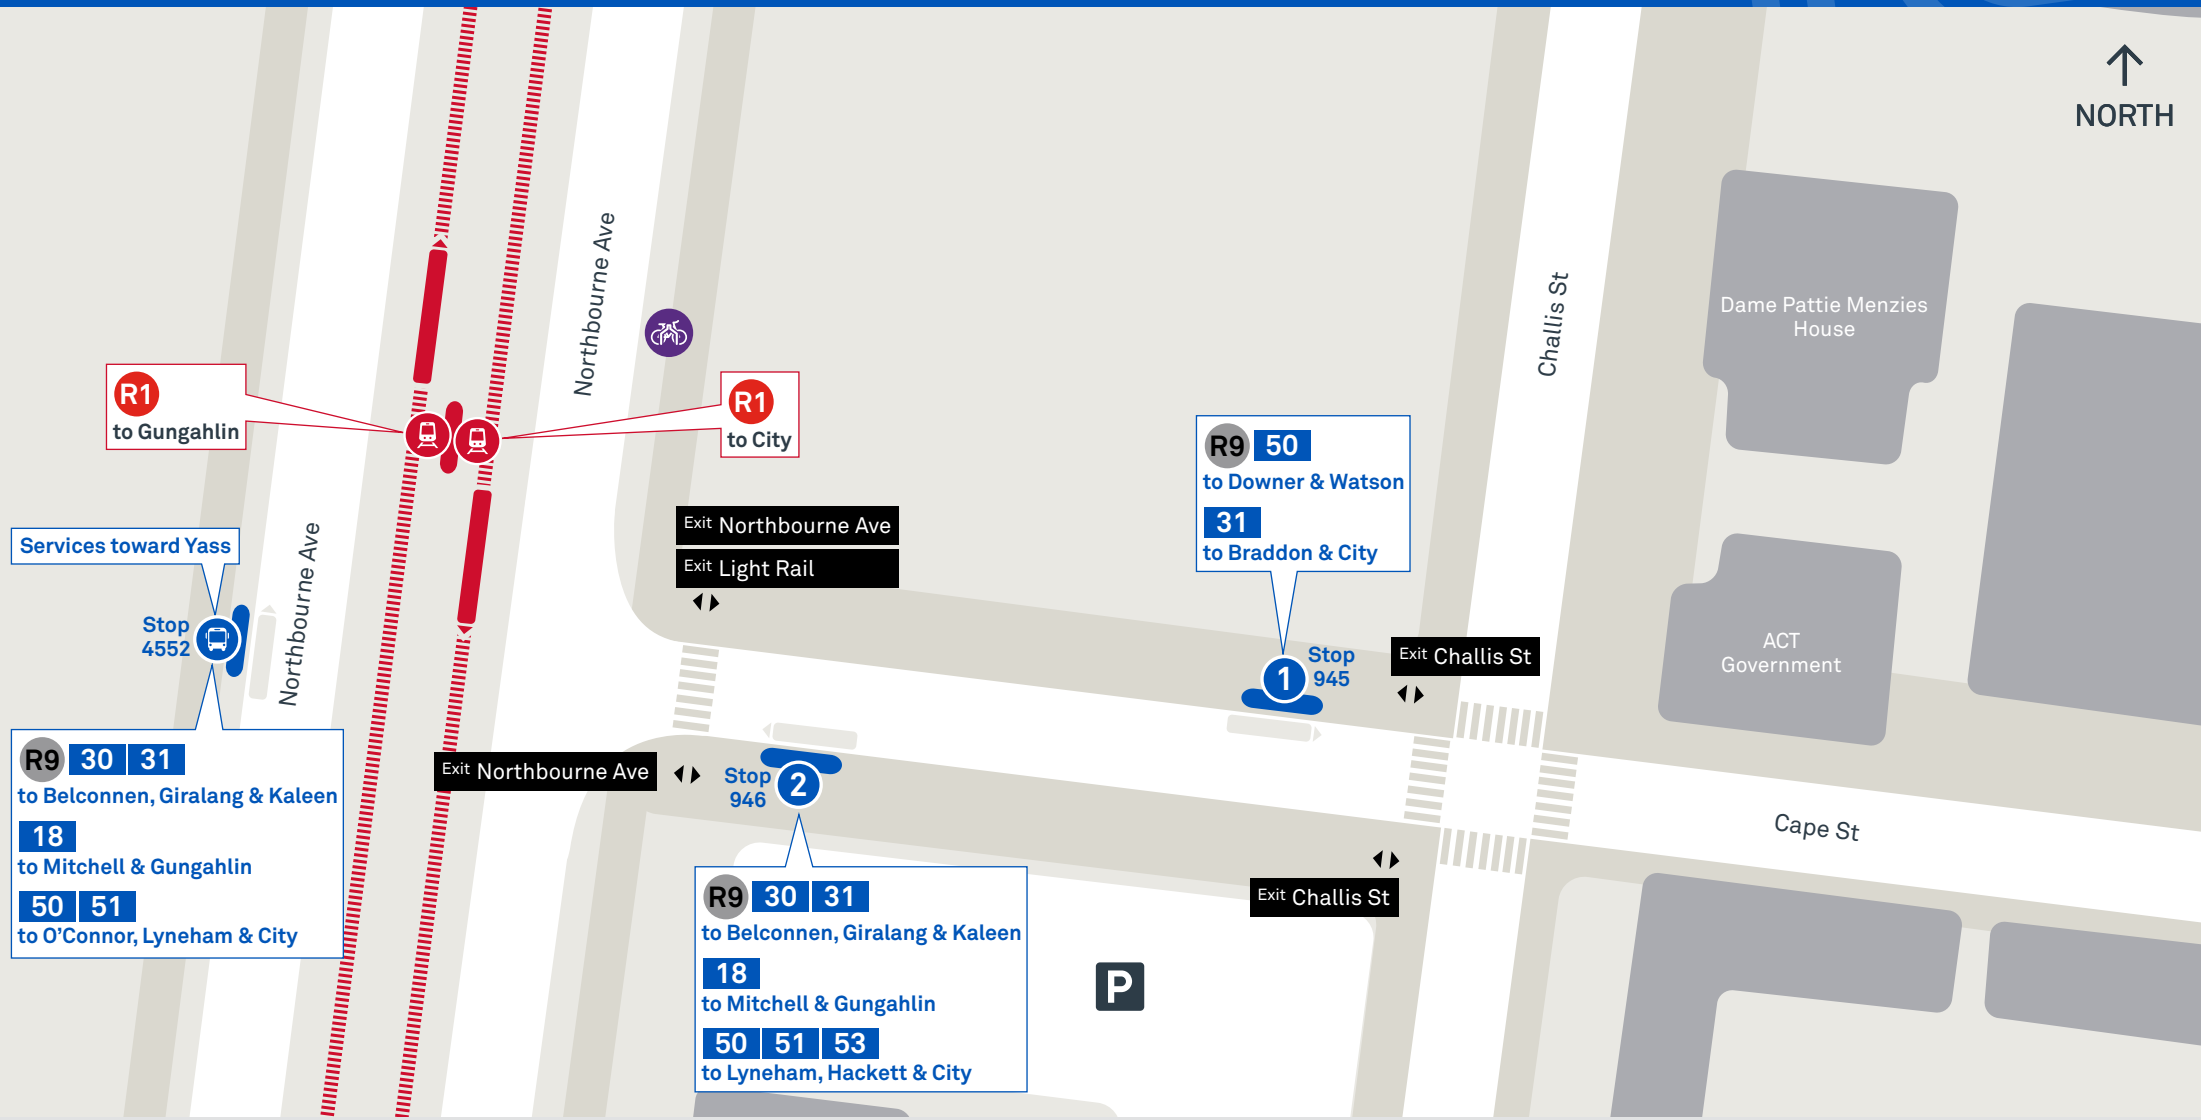 NORTH
Northbourne Ave
Challis St
Dame Pattie Menzies
House
R1
to Gungahlin
R1
to City
R9 50
to Downer & Watson
31
to Braddon & City
Exit Northbourne Ave
Exit Light Rail
Services toward Yass
Northbourne Ave
Stop
4552
Stop
945
1
Exit Challis St
ACT
Government
R9 30 31
to Belconnen, Giralang & Kaleen
18
to Mitchell & Gungahlin
50 51
to O'Connor, Lyneham & City
Exit Northbourne Ave
Stop
946
2
Cape St
R9 30 31
to Belconnen, Giralang & Kaleen
18
to Mitchell & Gungahlin
50 51 53
to Lyneham, Hackett & City
Exit Challis St
P